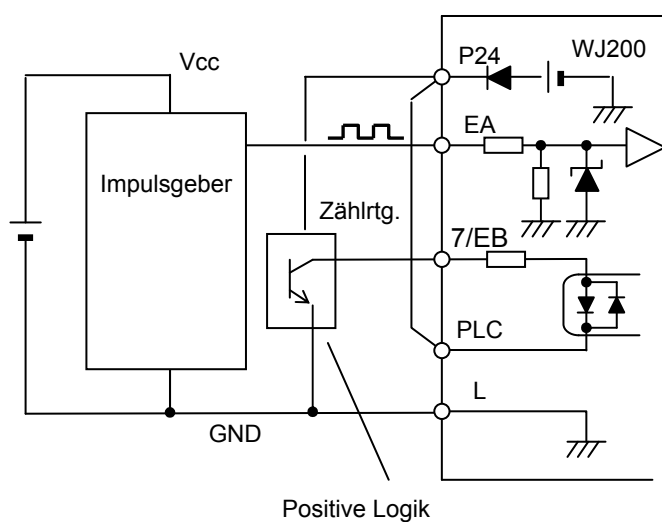 Vcc
P24
WJ200
EA
Impulsgeber
Zählrtg.
7/EB
PLC
L
GND
Positive Logik